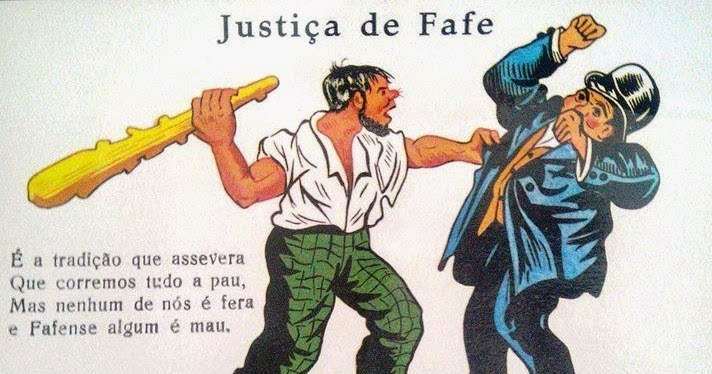 Justiça de Fafe
É a tradição que assevera
Que corremos tudo a pau,
Mas nenhum de nós é fera
e Fafense algum é mau.